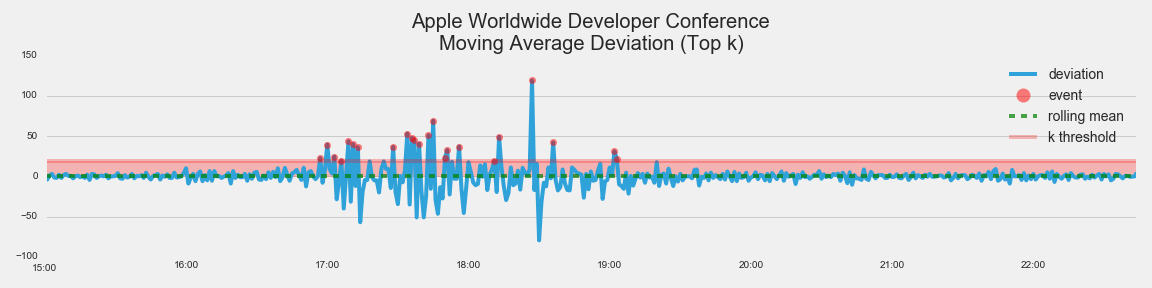 Apple Worldwide Developer Conference
Moving Average Deviation (Top k)
150
100
50
0
−50
−100
deviation
event
rolling mean
k threshold
15:00
16:00
17:00
18:00
19:00
20:00
21:00
22:00